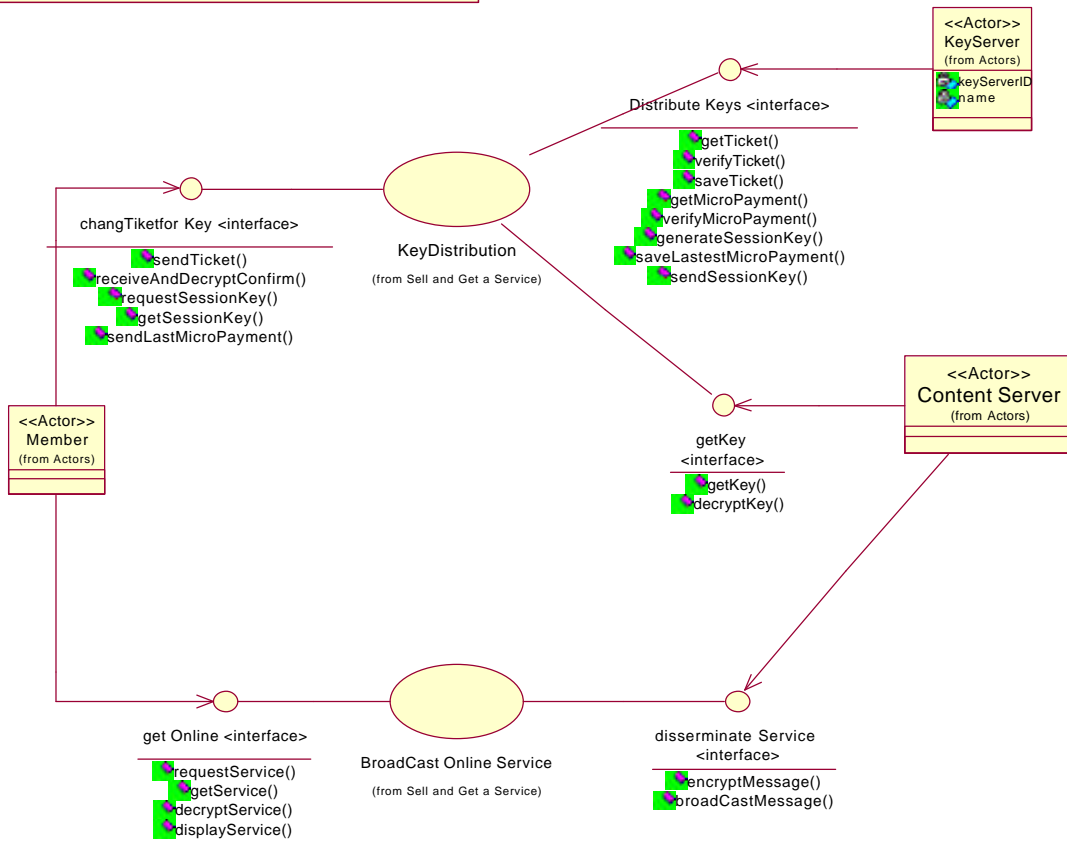 <<Actor>>
KeyServer
(from Actors)
keyServerID
name
Distribute Keys <interface>
getTicket()
verifyTicket()
saveTicket()
getMicroPayment()
verifyMicroPayment()
generateSessionKey()
saveLastestMicroPayment()
sendSessionKey()
changTiketfor Key <interface>
sendTicket()
receiveAndDecryptConfirm()
requestSessionKey()
getSessionKey()
sendLastMicroPayment()
KeyDistribution
(from Sell and Get a Service)
<<Actor>>
Content Server
(from Actors)
<<Actor>>
Member
(from Actors)
getKey
<interface>
getKey()
decryptKey()
get Online <interface>
requestService()
getService()
decryptService()
displayService()
BroadCast Online Service
(from Sell and Get a Service)
disserminate Service
<interface>
encryptMessage()
broadCastMessage()